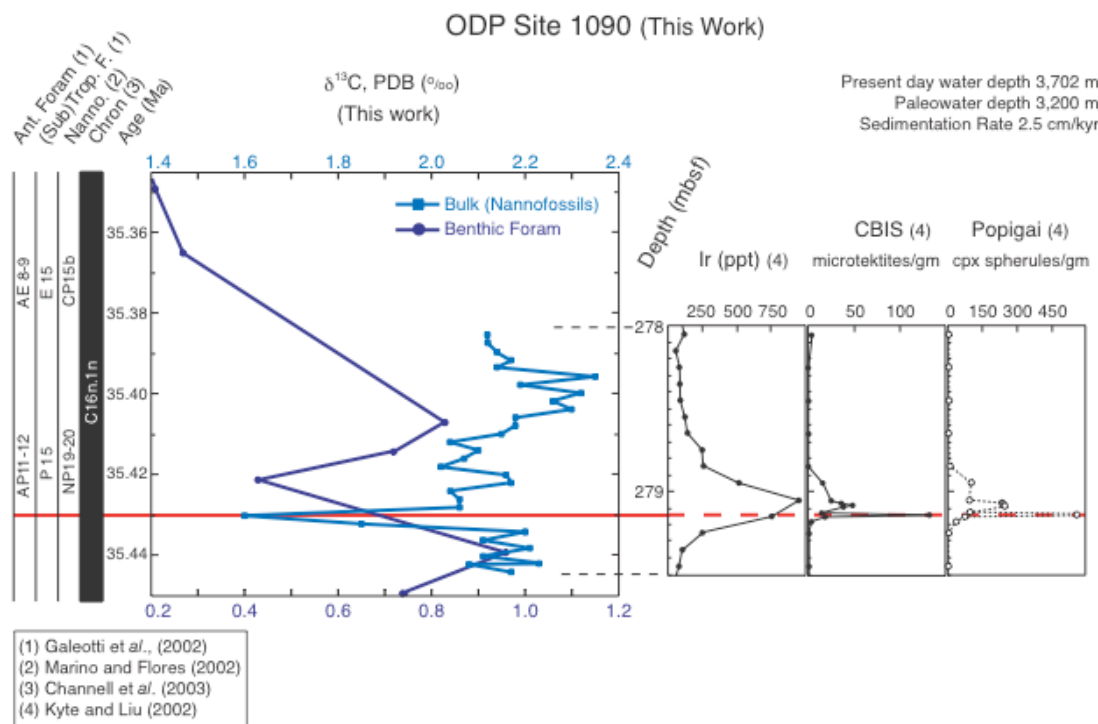 ODP Site 1090 (This Work)
Ant. Foram (1)
(Sub)Trop. F. (1)
Nanno. (2)
Chron (3)
Age (Ma)
δ¹³C, PDB (º/₀₀)
(This work)
Present day water depth 3,702 m
Paleowater depth 3,200 m
Sedimentation Rate 2.5 cm/kyr
1.4 1.6 2.0 2.2 2.4
Bulk (Nannofossils)
Benthic Foram
Depth (mbsf)
Ir (ppt) (4)
CBIS (4)
microtektites/gm
Popigai (4)
cpx spherules/gm
250 500 750
0 50 100
0 150 300 450
278
279
AE 8-9
E 15
CP15b
AP11-12
P 15
NP19-20
C16n.1n
35.36
35.38
35.40
35.42
35.44
0.2 0.4 0.6 0.8 1.0 1.2
(1) Galeotti et al., (2002)
(2) Marino and Flores (2002)
(3) Channell et al. (2003)
(4) Kyte and Liu (2002)